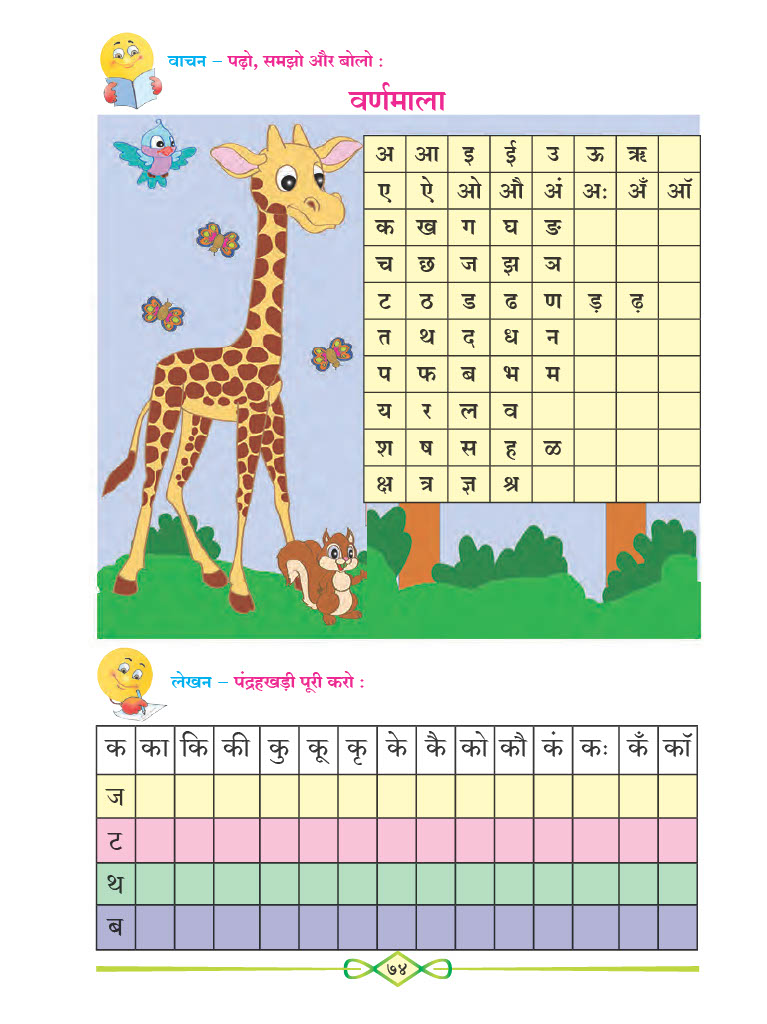 वाचन – पढ़ो, समझो और बोलो :
वर्णमाला
अ आ इ ई उ ऊ ऋ
ए ऐ ओ औ अं अः अँ ऑ
क ख ग घ ङ
च छ ज झ ञ
ट ठ ड ढ ण ड़ ढ़
त थ द ध न
प फ ब भ म
य र ल व
श ष स ह ळ
क्ष त्र ज्ञ श्र
लेखन – पंद्रहखड़ी पूरी करो :
क का कि की कु कू कृ के कै को कौ कं कः कँ कॉ
ज
ट
थ
ब
७४